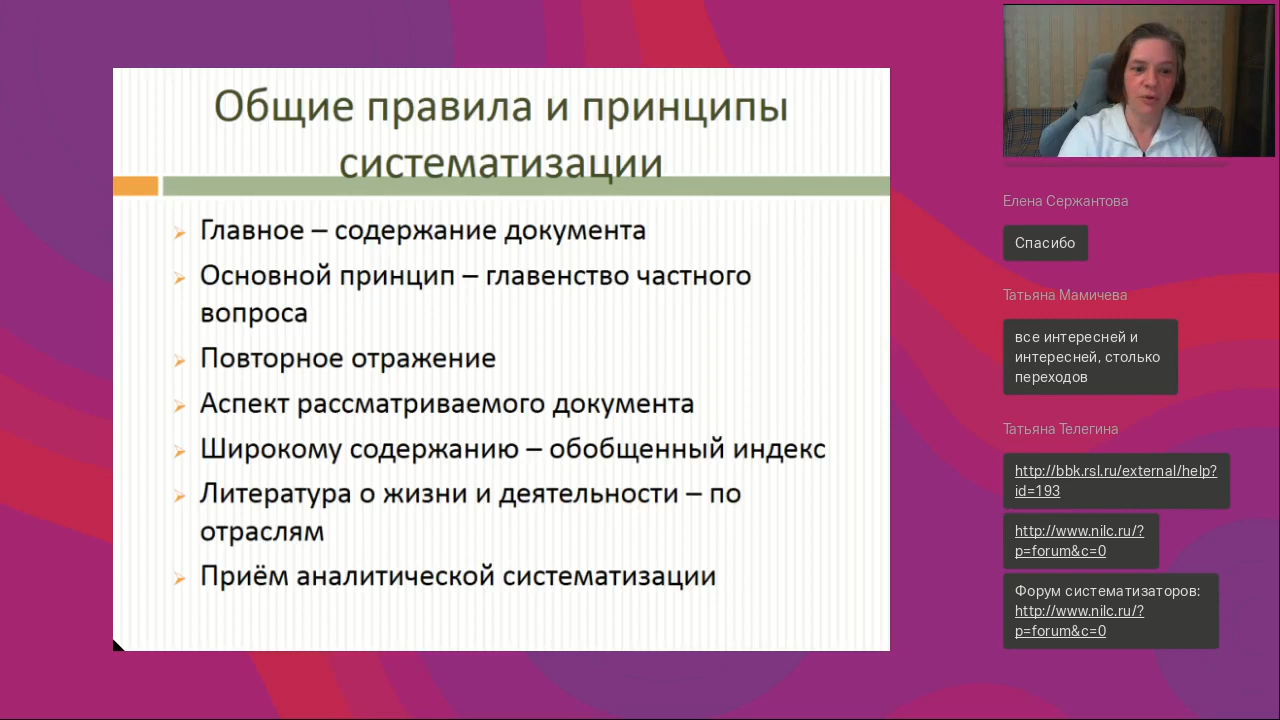 Общие правила и принципы
систематизации
Главное – содержание документа
Основной принцип – главенство частного
вопроса
Повторное отражение
Аспект рассматриваемого документа
Широкому содержанию – обобщенный индекс
Литература о жизни и деятельности – по
отраслям
Приём аналитической систематизации
Елена Сержантова
Спасибо
Татьяна Мамичева
все интересней и
интересней, столько
переходов
Татьяна Телегина
http://bbk.rsl.ru/external/help?
id=193
http://www.nilc.ru/?
p=forum&c=0
Форум систематизаторов:
http://www.nilc.ru/?
p=forum&c=0